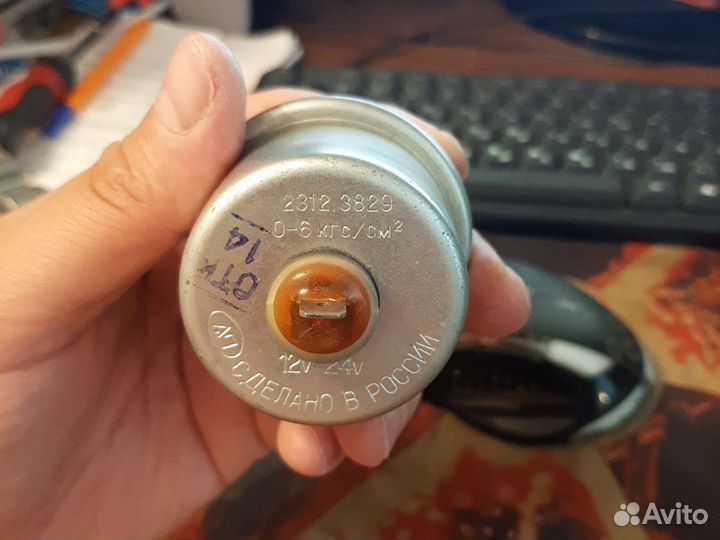 2312.3829
0-6 кгс/см²
ОТК
14
12V 24V
СДЕЛАНО В РОССИИ
Avito